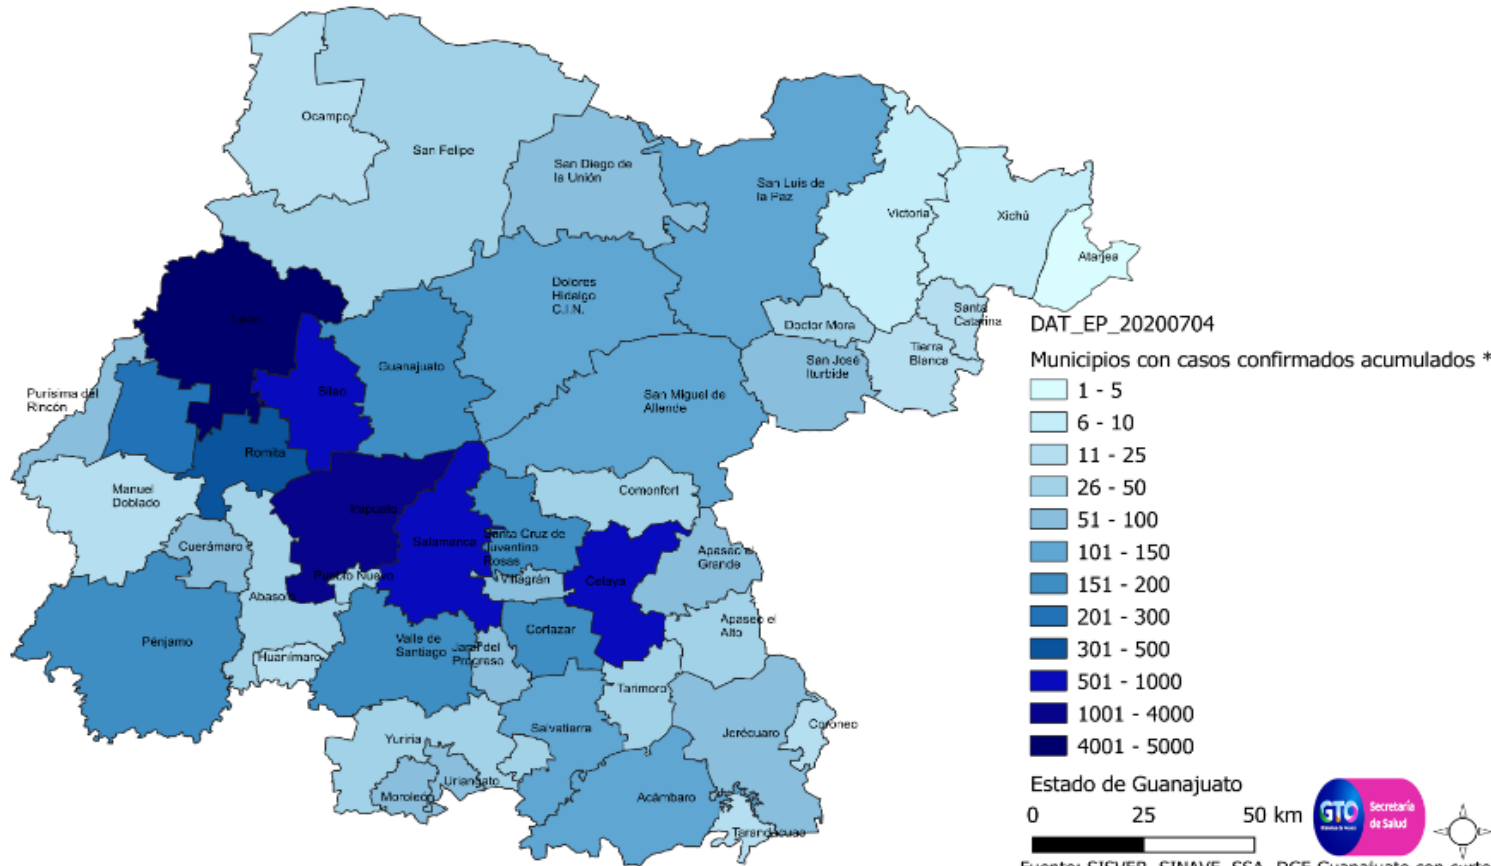 Ocampo
San Felipe
San Diego de
la Unión
San Luis de
la Paz
Victoria
Xichú
Atarjea
León
Dolores
Hidalgo
C.I.N.
Doctor Mora
Santa
Catarina
Tierra
Blanca
San José
Iturbide
Silao
Guanajuato
San Miguel de
Allende
Purísima del
Rincón
Romita
Manuel
Doblado
Irapuato
Salamanca
Comonfort
Santa Cruz de
Juventino
Rosas
Cuerámaro
Pueblo Nuevo
Villagrán
Celaya
Apaseo el
Grande
Abasolo
Pénjamo
Huanímaro
Valle de
Santiago
Jaral del
Progreso
Cortazar
Apaseo el
Alto
Tarimoro
Yuriria
Salvatierra
Jerécuaro
Coroneo
Moroleón
Uriangato
Acámbaro
Tarandacuao
DAT_EP_20200704
Municipios con casos confirmados acumulados *
1 - 5
6 - 10
11 - 25
26 - 50
51 - 100
101 - 150
151 - 200
201 - 300
301 - 500
501 - 1000
1001 - 4000
4001 - 5000
Estado de Guanajuato
0 25 50 km
GTO
Secretaría
de Salud